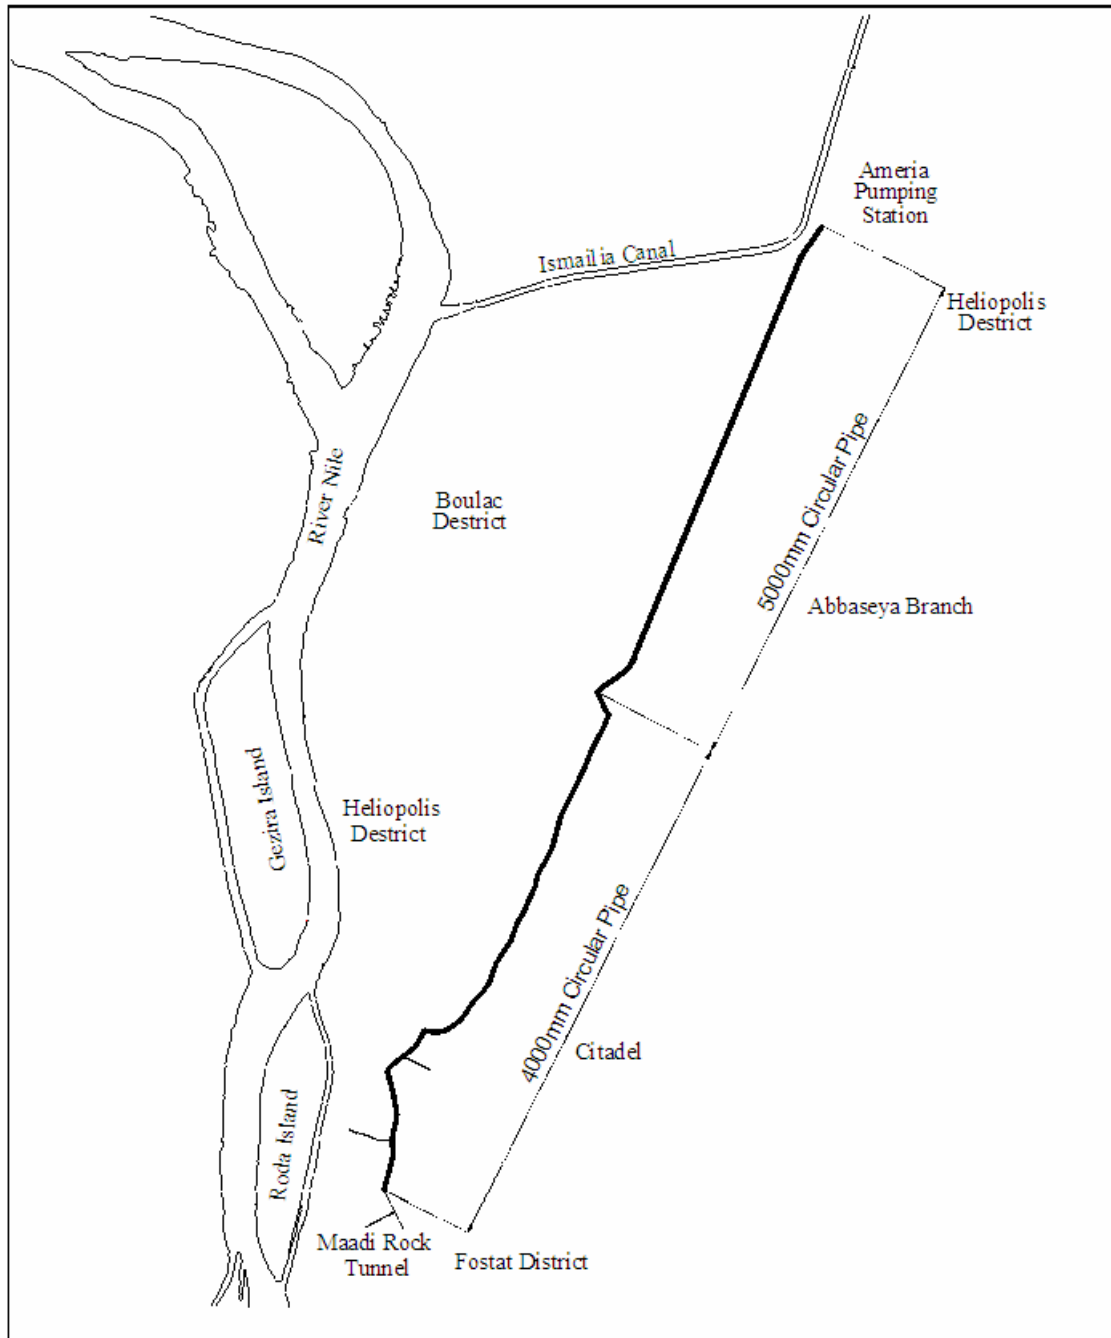 Ameria
Pumping
Station
Ismailia Canal
Heliopolis
Destrict
River Nile
Boulac
Destrict
5000mm Circular Pipe
Abbaseya Branch
Gezira Island
Heliopolis
Destrict
4000mm Circular Pipe
Citadel
Roda Island
Maadi Rock
Tunnel
Fostat District